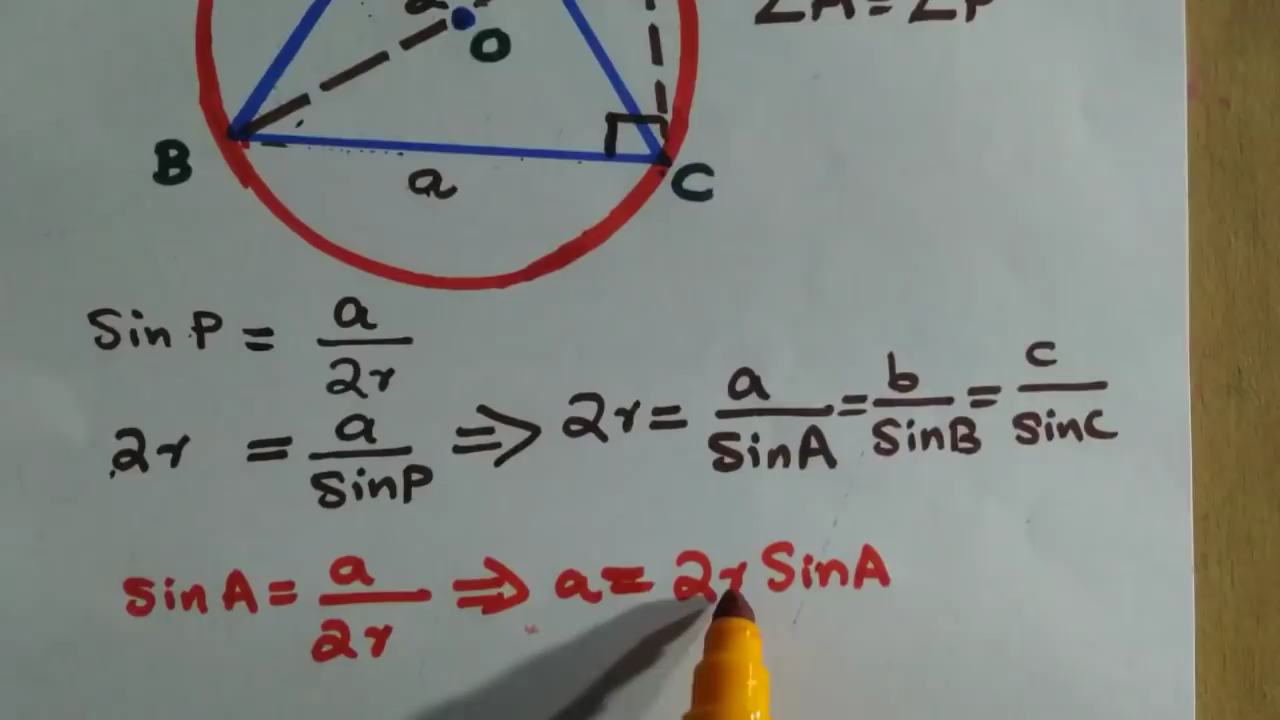 ∠A = ∠P
O
B
C
a
Sin P = a/2r
2r = a/SinP ⇒ 2r = a/SinA = b/SinB = c/SinC
SinA = a/2r ⇒ a = 2r SinA